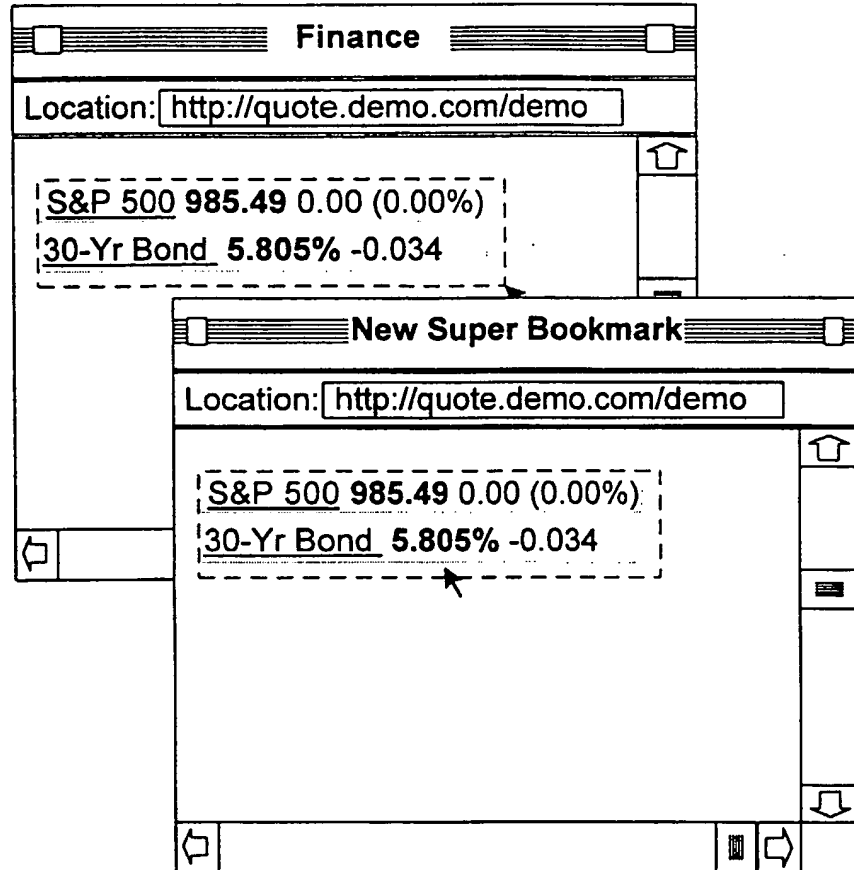 Finance
Location: http://quote.demo.com/demo
S&P 500 985.49 0.00 (0.00%)
30-Yr Bond 5.805% -0.034
New Super Bookmark
Location: http://quote.demo.com/demo
S&P 500 985.49 0.00 (0.00%)
30-Yr Bond 5.805% -0.034